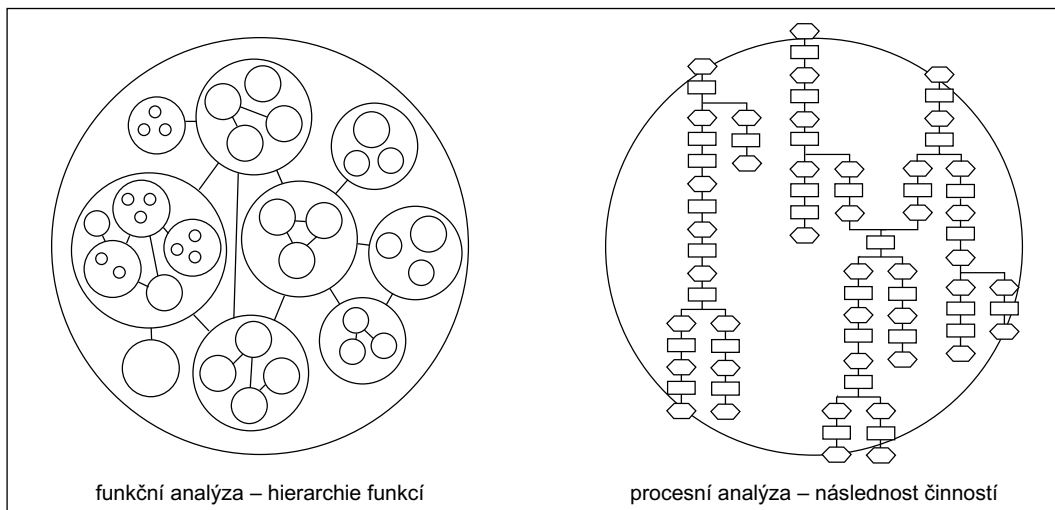 funkční analýza – hierarchie funkcí
procesní analýza – následnost činností